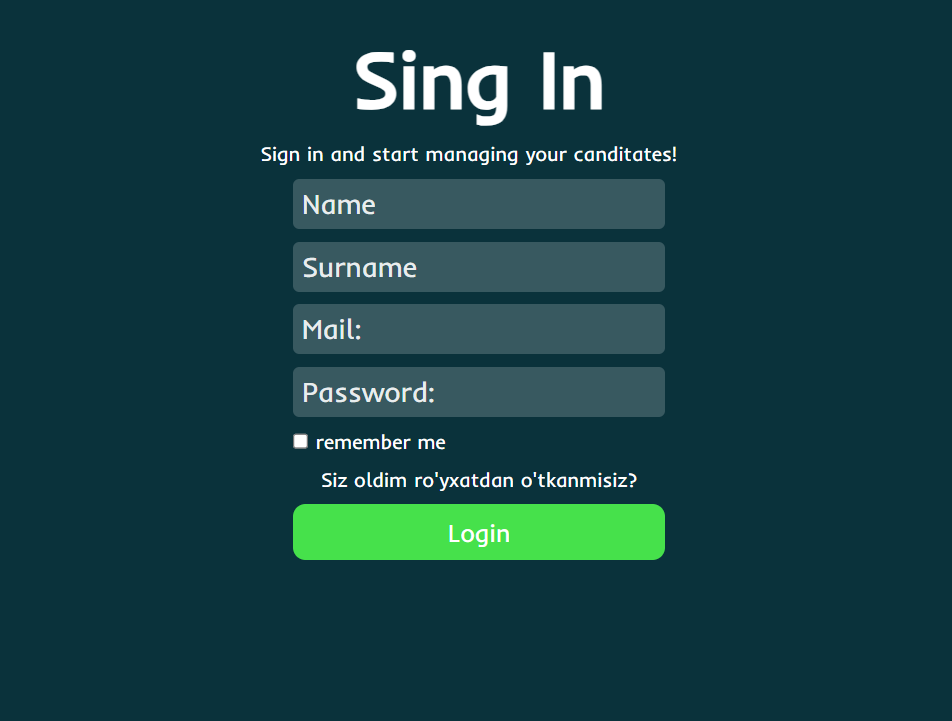 Sing In
Sign in and start managing your canditates!
Name
Surname
Mail:
Password:
remember me
Siz oldim ro'yxatdan o'tkanmisiz?
Login